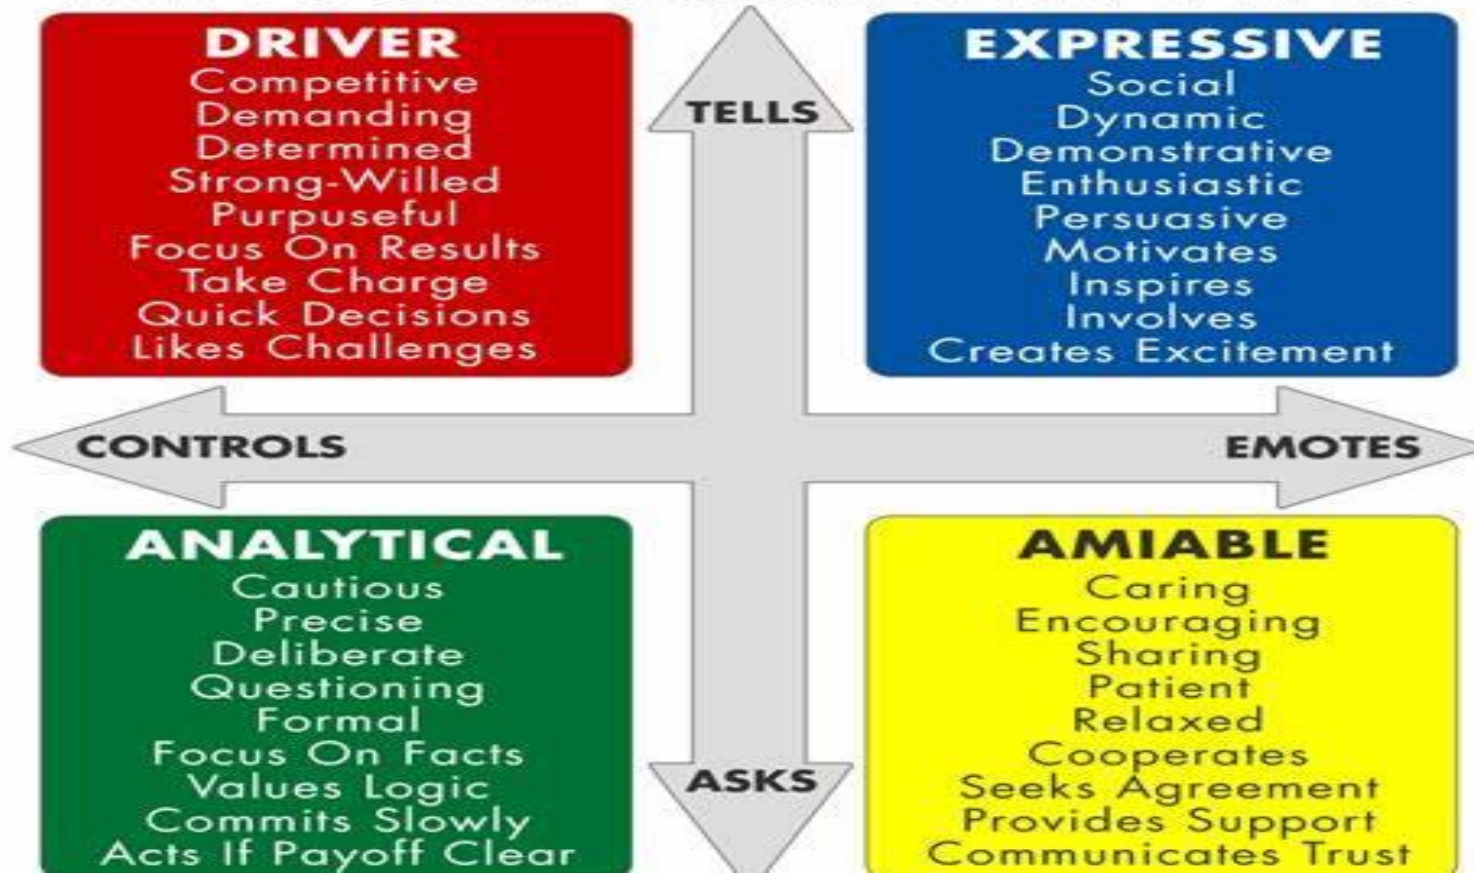 DRIVER
Competitive
Demanding
Determined
Strong-Willed
Purpuseful
Focus On Results
Take Charge
Quick Decisions
Likes Challenges
TELLS
EXPRESSIVE
Social
Dynamic
Demonstrative
Enthusiastic
Persuasive
Motivates
Inspires
Involves
Creates Excitement
CONTROLS
EMOTES
ANALYTICAL
Cautious
Precise
Deliberate
Questioning
Formal
Focus On Facts
Values Logic
Commits Slowly
Acts If Payoff Clear
ASKS
AMIABLE
Caring
Encouraging
Sharing
Patient
Relaxed
Cooperates
Seeks Agreement
Provides Support
Communicates Trust